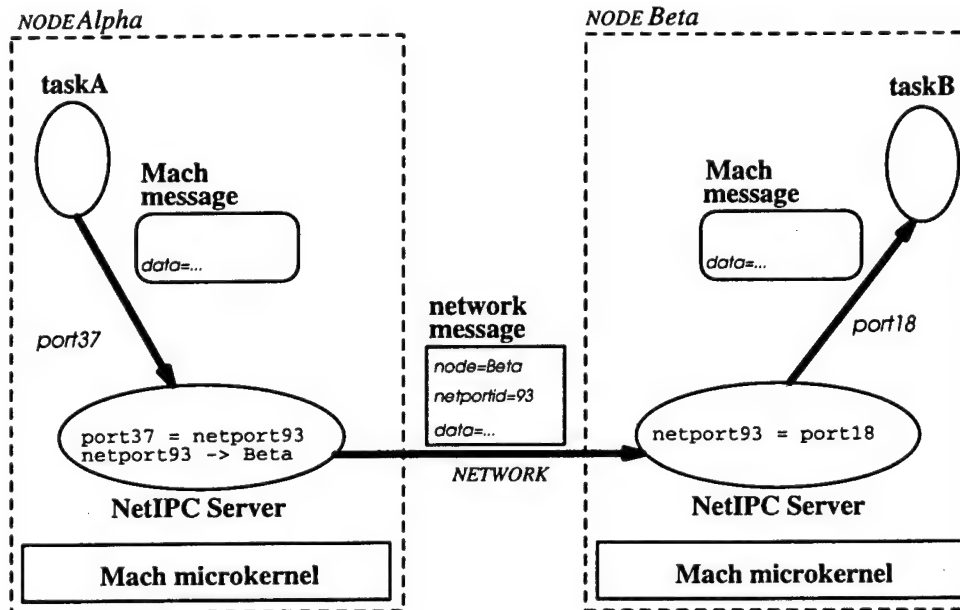 NODE Alpha
taskA
Mach
message
data=...
port37
port37 = netport93
netport93 -> Beta
NetIPC Server
Mach microkernel
network
message
node=Beta
netportid=93
data=...
NETWORK
NODE Beta
taskB
Mach
message
data=...
port18
netport93 = port18
NetIPC Server
Mach microkernel